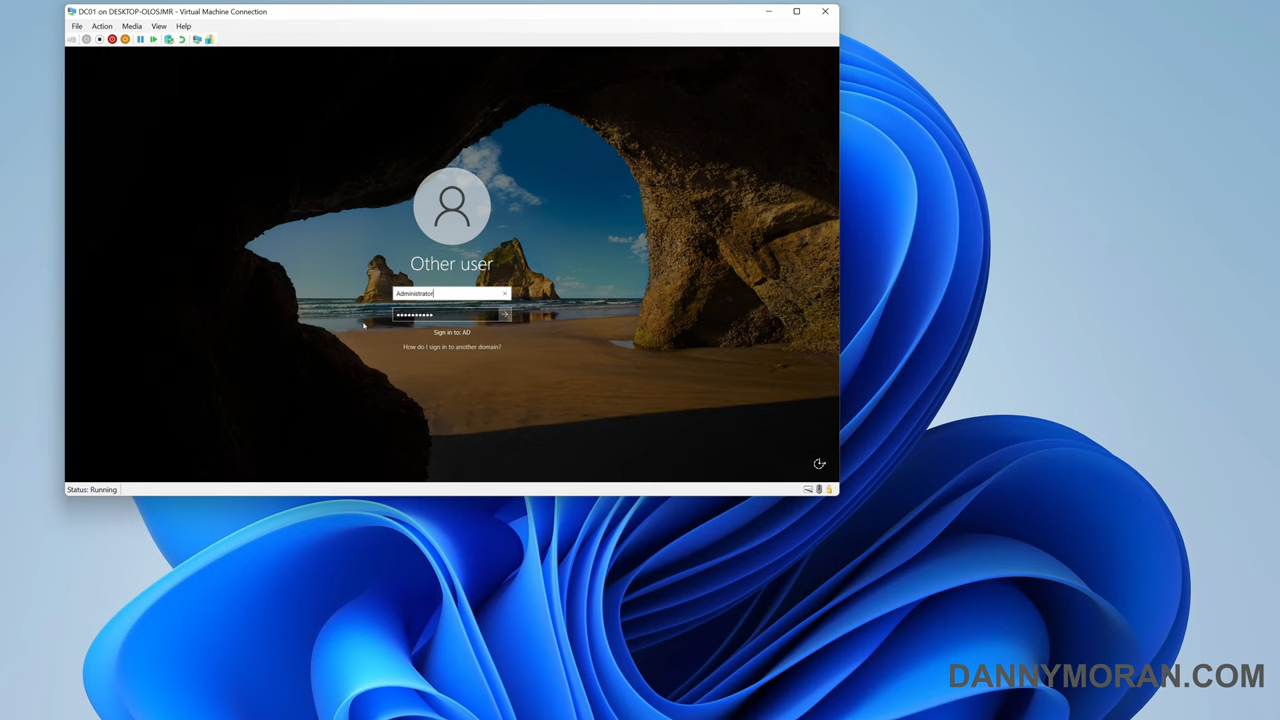 DC01 on DESKTOP-OLOSJMR - Virtual Machine Connection
File Action Media View Help
Other user
Administrator
Sign in to: AD
How do I sign in to another domain?
Status: Running
DANNYMORAN.COM